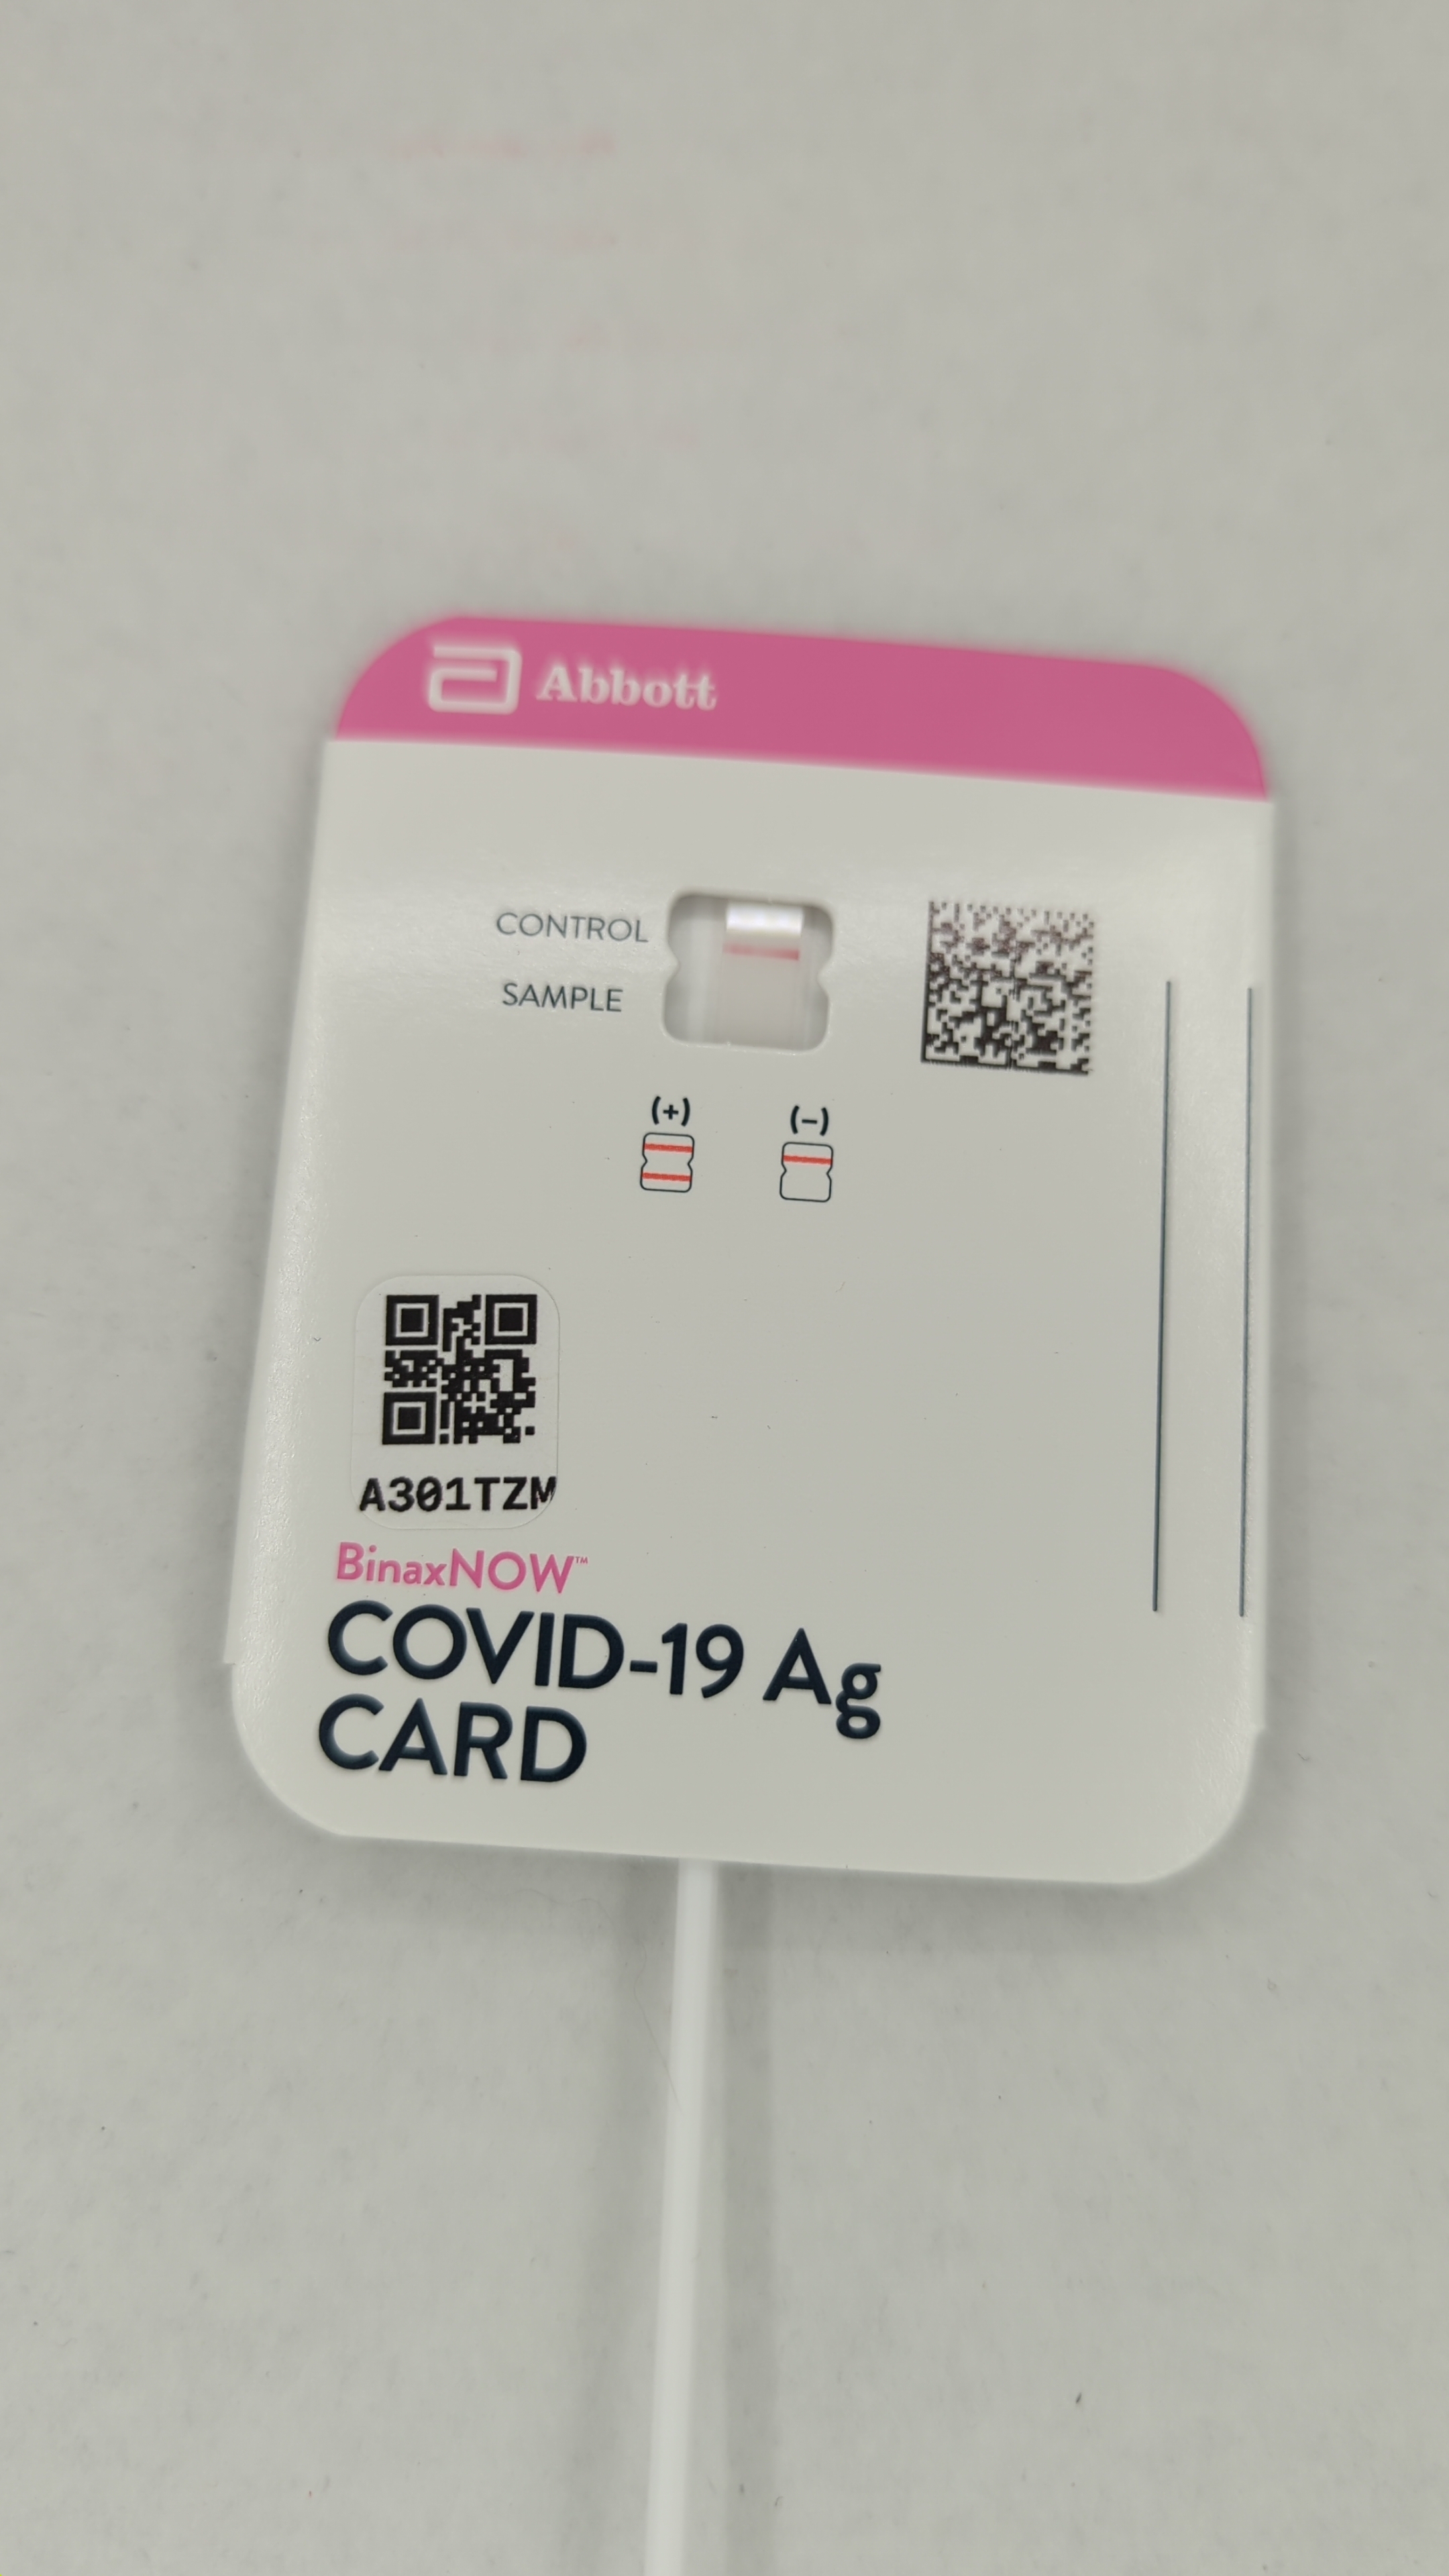 Abbott
CONTROL
SAMPLE
(+) (−)
A301TZM
BinaxNOW™
COVID-19 Ag
CARD